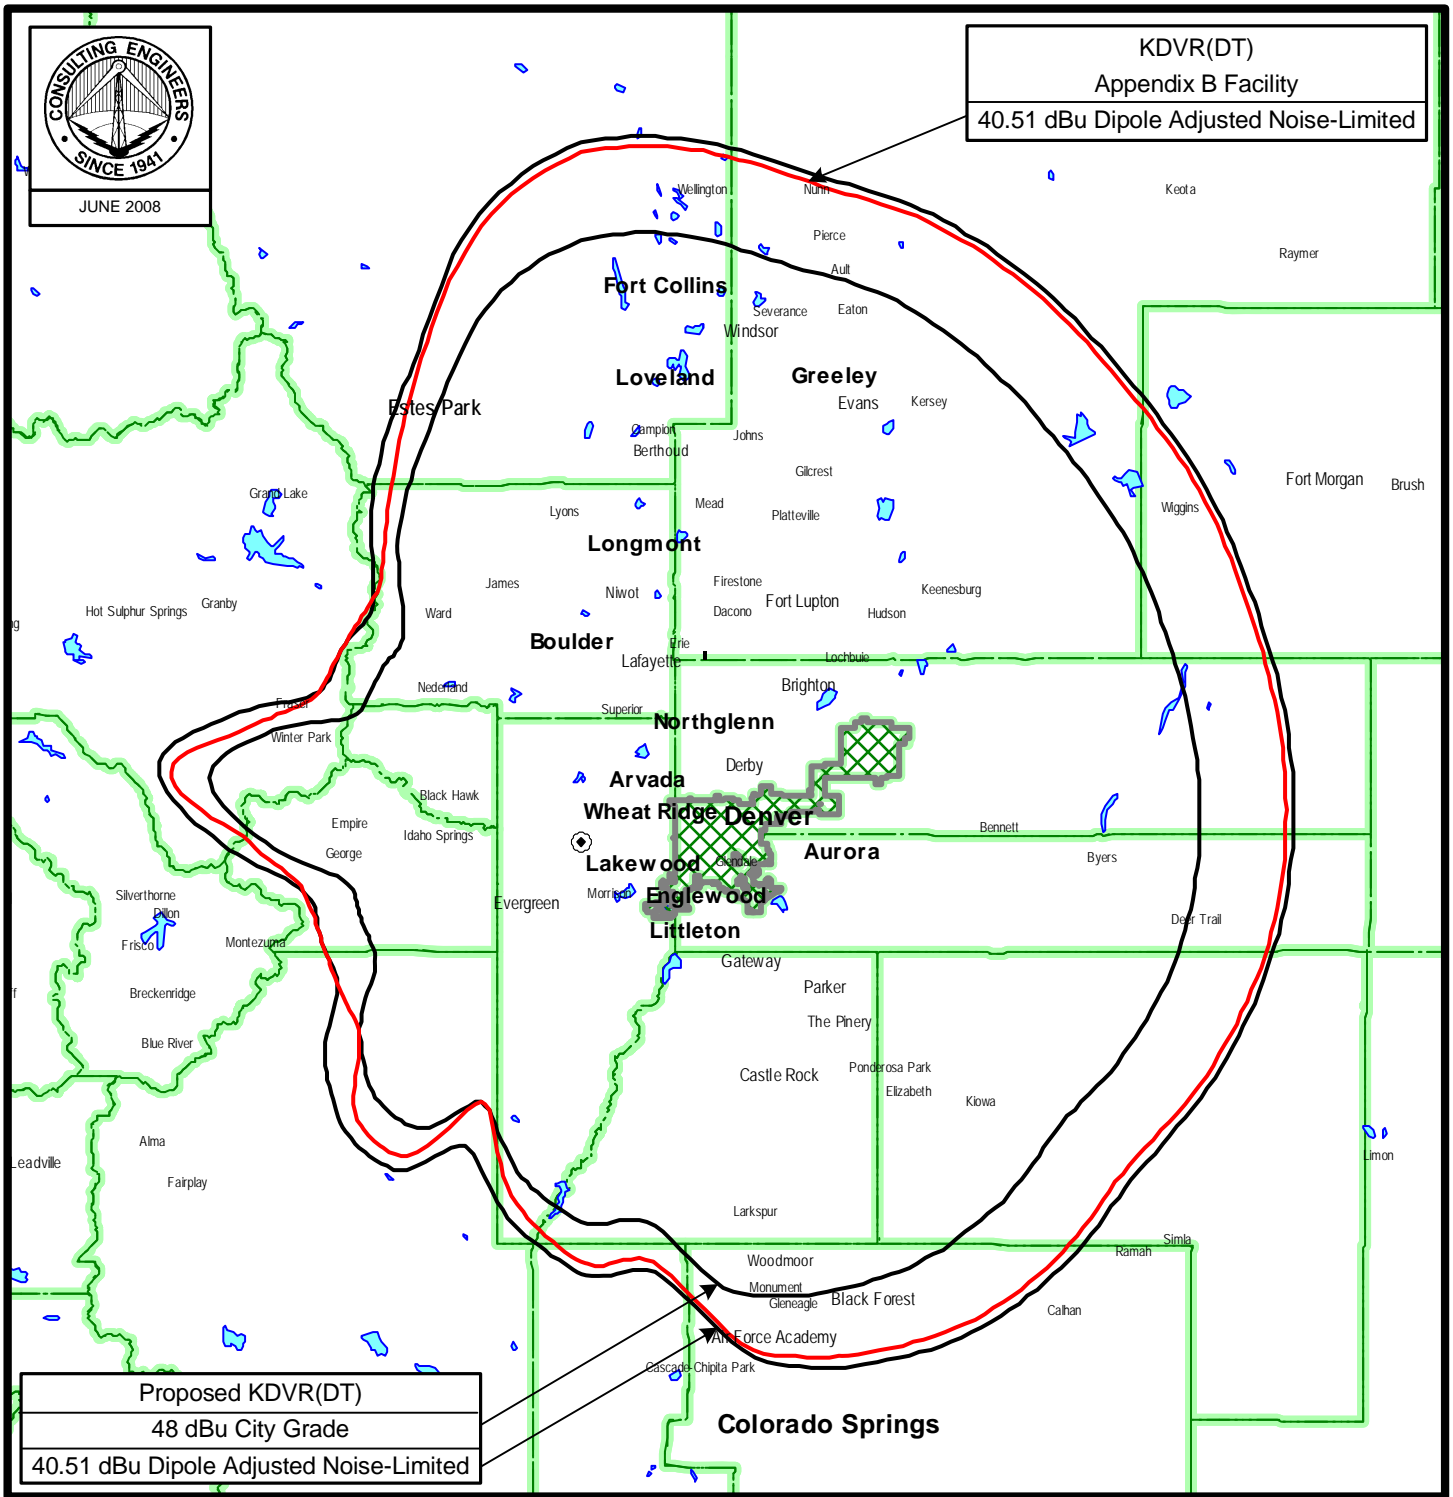 CONSULTING ENGINEERS
SINCE 1941
JUNE 2008
KDVR(DT)
Appendix B Facility
40.51 dBu Dipole Adjusted Noise-Limited
Wellington
Nunn
Keota
Pierce
Raymer
Ault
Fort Collins
Severance
Eaton
Windsor
Loveland
Greeley
Estes Park
Evans
Kersey
Campion
Johns
Berthoud
Gilcrest
Fort Morgan
Brush
Grand Lake
Lyons
Mead
Platteville
Wiggins
Longmont
James
Firestone
Keenesburg
Niwot
Fort Lupton
Hot Sulphur Springs
Granby
Ward
Dacono
Hudson
ng
Boulder
Erie
Lafayette
Lochbuie
Nederland
Brighton
Fraser
Superior
Northglenn
Winter Park
Derby
Arvada
Black Hawk
Wheat Ridge
Denver
Empire
Idaho Springs
Bennett
George
Lakewood
Glendale
Aurora
Byers
Silverthorne
Evergreen
Morrison
Englewood
Dillon
Deer Trail
Littleton
Frisco
Montezuma
Gateway
ff
Breckenridge
Parker
The Pinery
Blue River
Castle Rock
Ponderosa Park
Elizabeth
Kiowa
Alma
Leadville
Limon
Fairplay
Larkspur
Simla
Ramah
Woodmoor
Monument
Gleneagle
Black Forest
Calhan
Air Force Academy
Cascade-Chipita Park
Colorado Springs
Proposed KDVR(DT)
48 dBu City Grade
40.51 dBu Dipole Adjusted Noise-Limited